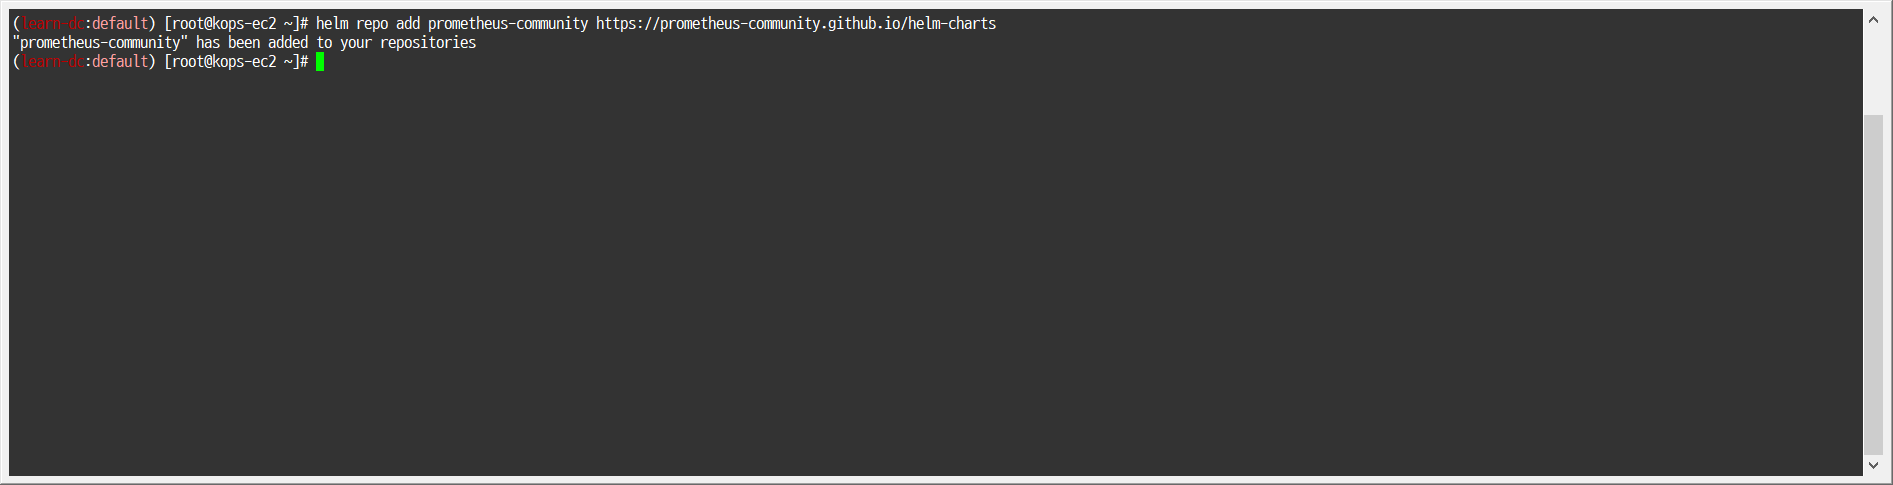 (learn-dc:default) [root@kops-ec2 ~]# helm repo add prometheus-community https://prometheus-community.github.io/helm-charts
"prometheus-community" has been added to your repositories
(learn-dc:default) [root@kops-ec2 ~]#